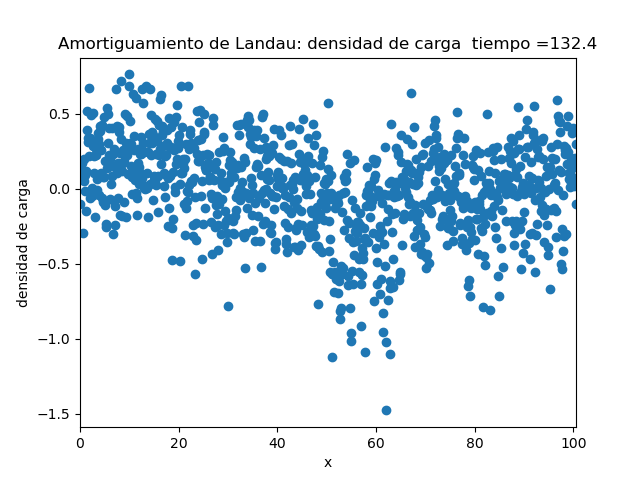 Amortiguamiento de Landau: densidad de carga  tiempo =132.4
densidad de carga
0.5
0.0
−0.5
−1.0
−1.5
0 20 40 60 80 100
x